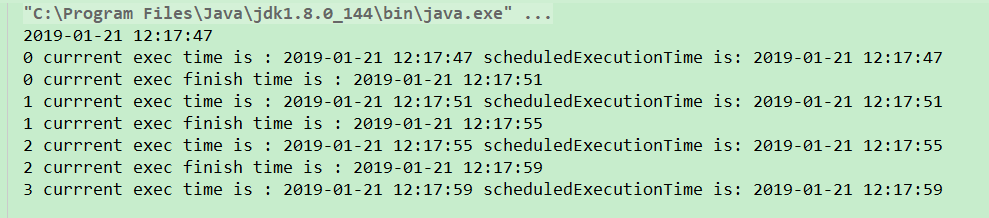 "C:\Program Files\Java\jdk1.8.0_144\bin\java.exe" ...
2019-01-21 12:17:47
0 currrent exec time is : 2019-01-21 12:17:47 scheduledExecutionTime is: 2019-01-21 12:17:47
0 currrent exec finish time is : 2019-01-21 12:17:51
1 currrent exec time is : 2019-01-21 12:17:51 scheduledExecutionTime is: 2019-01-21 12:17:51
1 currrent exec finish time is : 2019-01-21 12:17:55
2 currrent exec time is : 2019-01-21 12:17:55 scheduledExecutionTime is: 2019-01-21 12:17:55
2 currrent exec finish time is : 2019-01-21 12:17:59
3 currrent exec time is : 2019-01-21 12:17:59 scheduledExecutionTime is: 2019-01-21 12:17:59